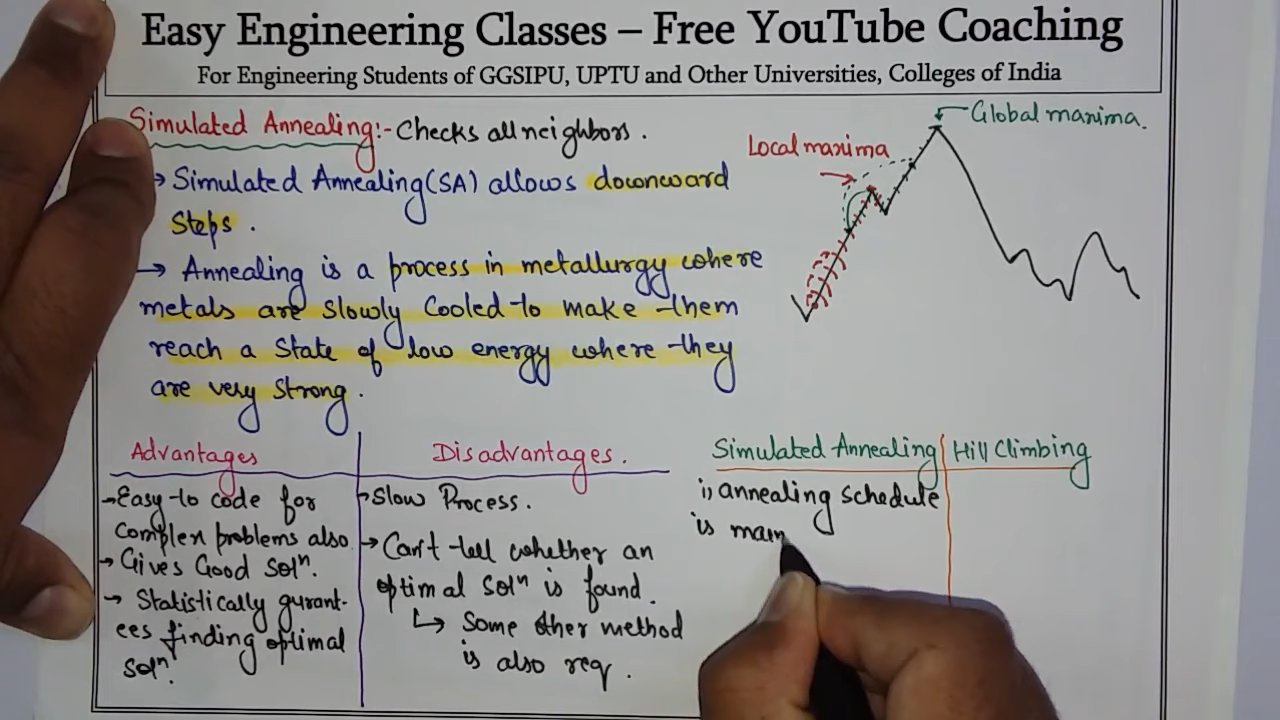 Easy Engineering Classes – Free YouTube Coaching
For Engineering Students of GGSIPU, UPTU and Other Universities, Colleges of India
Simulated Annealing:- Checks all neighbors.
→ Simulated Annealing(SA) allows downward
Steps.
→ Annealing is a process in metallurgy where
metals are slowly Cooled to make them
reach a State of low energy where they
are very Strong.
Global maxima.
Local maxima
Advantages
→Easy to code for
Complex problems also
→ Gives Good Solⁿ.
→ Statistically gurant-
ees finding optimal
Solⁿ.
Disadvantages.
→Slow Process.
→ Can't tell whether an
optimal Solⁿ is found.
↳ Some other method
is also req.
Simulated Annealing
i) annealing schedule
is main
Hill Climbing